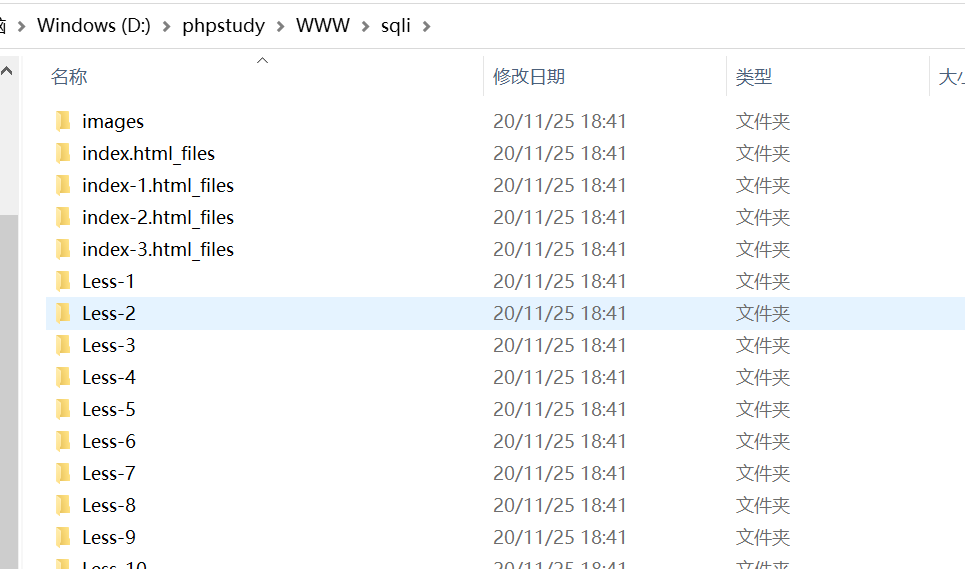 Windows (D:) > phpstudy > WWW > sqli >
名称 修改日期 类型
images 20/11/25 18:41 文件夹
index.html_files 20/11/25 18:41 文件夹
index-1.html_files 20/11/25 18:41 文件夹
index-2.html_files 20/11/25 18:41 文件夹
index-3.html_files 20/11/25 18:41 文件夹
Less-1 20/11/25 18:41 文件夹
Less-2 20/11/25 18:41 文件夹
Less-3 20/11/25 18:41 文件夹
Less-4 20/11/25 18:41 文件夹
Less-5 20/11/25 18:41 文件夹
Less-6 20/11/25 18:41 文件夹
Less-7 20/11/25 18:41 文件夹
Less-8 20/11/25 18:41 文件夹
Less-9 20/11/25 18:41 文件夹
Less-10 20/11/25 18:41 文件夹